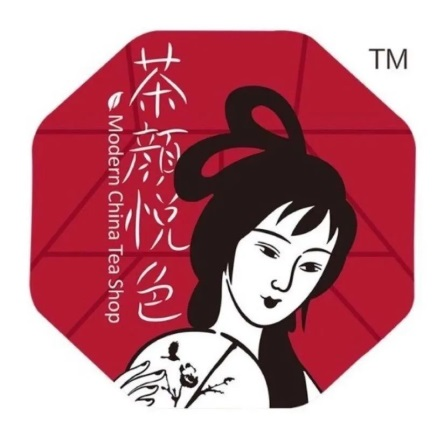 茶颜悦色
Modern China Tea Shop
TM